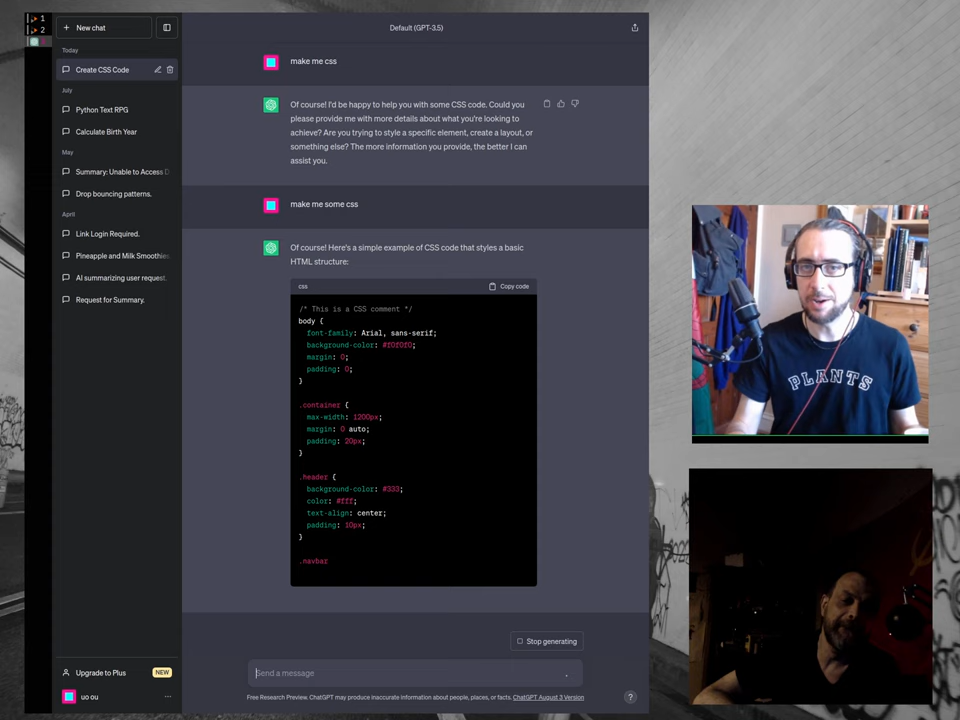 1
2
New chat
Today
Create CSS Code
July
Python Text RPG
Calculate Birth Year
May
Summary: Unable to Access D
Drop bouncing patterns.
April
Link Login Required.
Pineapple and Milk Smoothies
AI summarizing user request.
Request for Summary.
Upgrade to Plus
NEW
uo ou
Default (GPT-3.5)
make me css
Of course! I'd be happy to help you with some CSS code. Could you
please provide me with more details about what you're looking to
achieve? Are you trying to style a specific element, create a layout, or
something else? The more information you provide, the better I can
assist you.
make me some css
Of course! Here's a simple example of CSS code that styles a basic
HTML structure:
css
Copy code
/* This is a CSS comment */
body {
font-family: Arial, sans-serif;
background-color: #f0f0f0;
margin: 0;
padding: 0;
}
.container {
max-width: 1200px;
margin: 0 auto;
padding: 20px;
}
.header {
background-color: #333;
color: #fff;
text-align: center;
padding: 10px;
}
.navbar
Stop generating
Send a message
Free Research Preview. ChatGPT may produce inaccurate information about people, places, or facts. ChatGPT August 3 Version
?
PLANTS